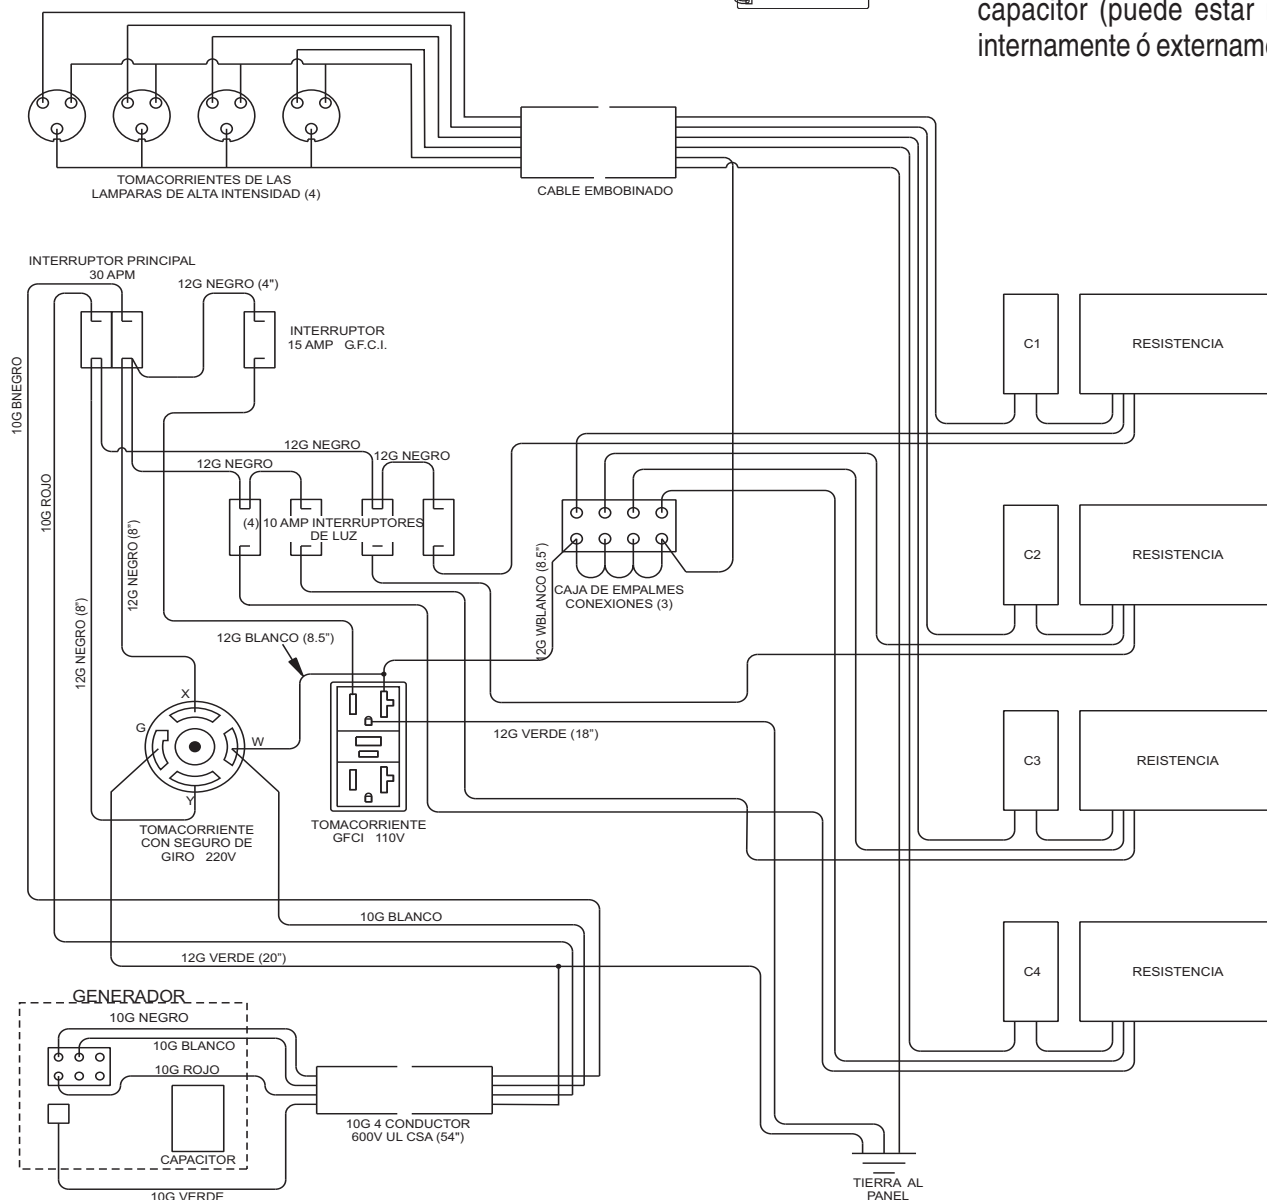 capacitor (puede estar
internamente ó externam
TOMACORRIENTES DE LAS
LAMPARAS DE ALTA INTENSIDAD (4)
CABLE EMBOBINADO
INTERRUPTOR PRINCIPAL
30 APM
12G NEGRO (4")
INTERRUPTOR
15 AMP G.F.C.I.
C1
RESISTENCIA
10G BNEGRO
12G NEGRO
12G NEGRO
12G NEGRO
10G ROJO
(4) 10 AMP INTERRUPTORES
DE LUZ
12G NEGRO (8")
C2
RESISTENCIA
12G WBLANCO (8.5")
CAJA DE EMPALMES
CONEXIONES (3)
12G NEGRO (8")
12G BLANCO (8.5")
X
G
W
Y
12G VERDE (18")
C3
REISTENCIA
TOMACORRIENTE
CON SEGURO DE
GIRO 220V
TOMACORRIENTE
GFCI 110V
10G BLANCO
12G VERDE (20")
C4
RESISTENCIA
GENERADOR
10G NEGRO
10G BLANCO
10G ROJO
CAPACITOR
10G 4 CONDUCTOR
600V UL CSA (54")
10G VERDE
TIERRA AL
PANEL